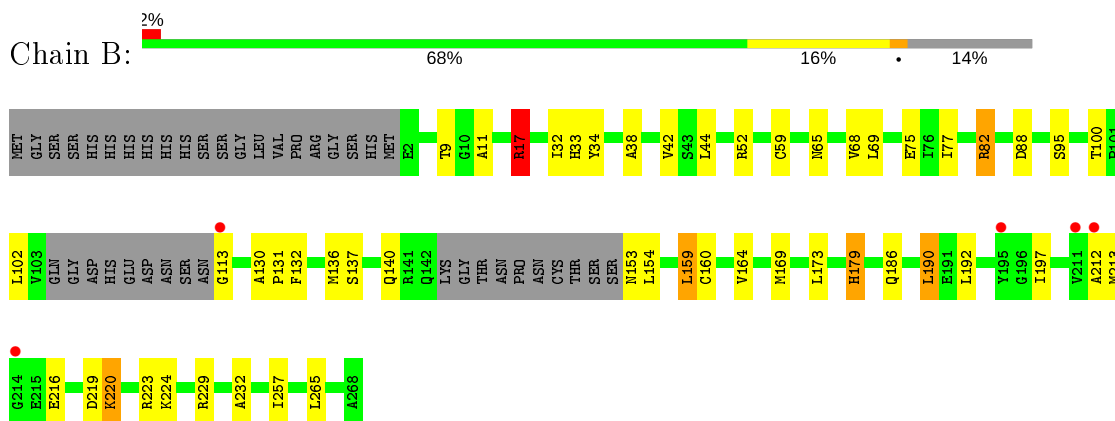 2%
Chain B:
68% 16% • 14%
MET GLY SER SER HIS HIS HIS HIS HIS HIS SER SER GLY LEU VAL PRO ARG GLY SER HIS MET E2 T9 G10 A11 R17 I32 H33 Y34 A38 V42 S43 L44 R52 C59 N65 V68 L69 E75 I76 I77 R82 D88 S95 T100 P101
L102 V103 GLN GLY ASP HIS GLU ASP ASN SER ASN G113 A130 P131 F132 M136 S137 Q140 R141 Q142 LYS GLY THR ASN PRO ASN CYS THR SER SER N153 L154 L159 C160 V164 M169 L173 H179 Q186 L190 E191 L192 Y195 G196 I197 V211 A212 M213
G214 E215 E216 D219 K220 R223 K224 R229 A232 I257 L265 A268